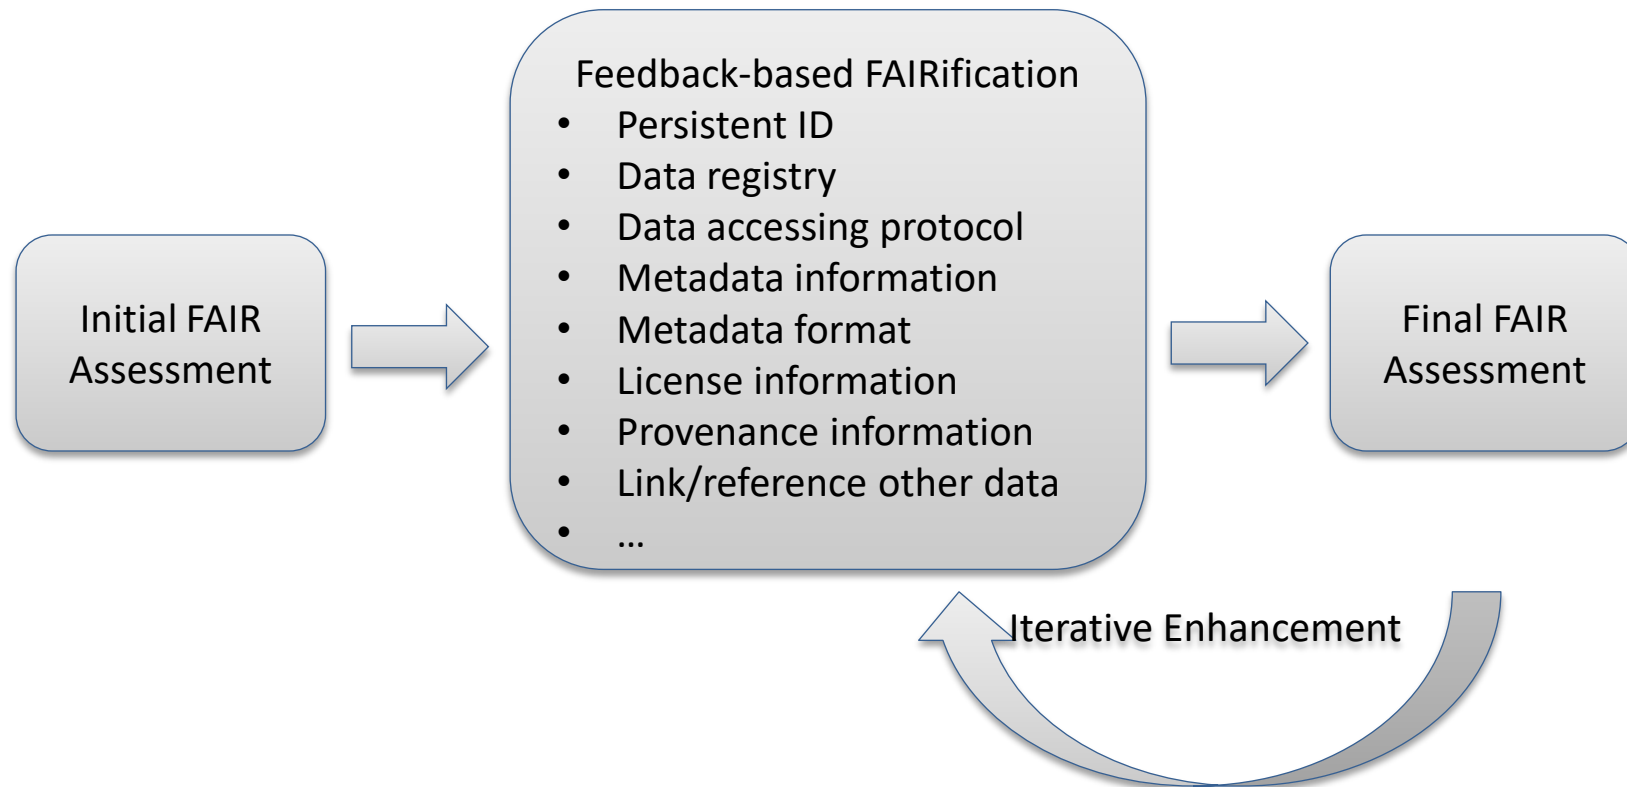 Initial FAIR
Assessment
Feedback-based FAIRification
• Persistent ID
• Data registry
• Data accessing protocol
• Metadata information
• Metadata format
• License information
• Provenance information
• Link/reference other data
• …
Final FAIR
Assessment
Iterative Enhancement